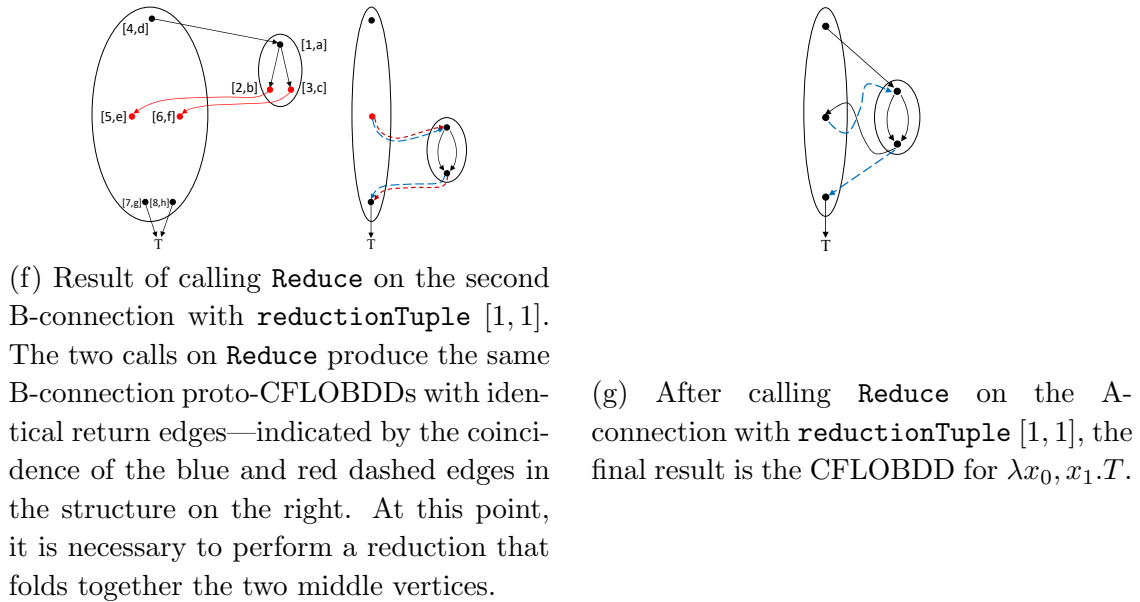 [4,d]
[1,a]
[2,b]
[3,c]
[5,e]
[6,f]
[7,g]
[8,h]
T
T
T
(f) Result of calling Reduce on the second
B-connection with reductionTuple [1, 1].
The two calls on Reduce produce the same
B-connection proto-CFLOBDDs with iden-
tical return edges—indicated by the coinci-
dence of the blue and red dashed edges in
the structure on the right. At this point,
it is necessary to perform a reduction that
folds together the two middle vertices.
(g) After calling Reduce on the A-
connection with reductionTuple [1, 1], the
final result is the CFLOBDD for λx₀, x₁.T.